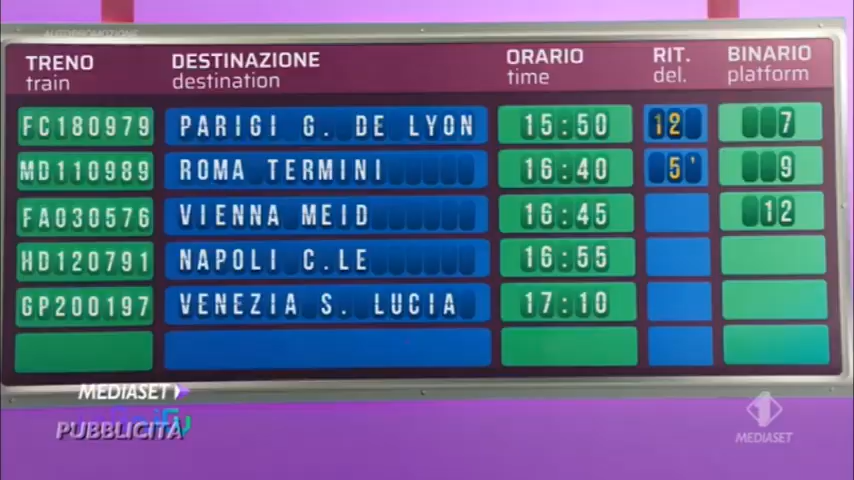 AUTOPROMOZIONE
TRENO DESTINAZIONE ORARIO RIT. BINARIO
train destination time del. platform
FC180979 PARIGI G. DE LYON 15:50 12 7
MD110989 ROMA TERMINI 16:40 5' 9
FA030576 VIENNA MEID 16:45 12
HD120791 NAPOLI C.LE 16:55
GP200197 VENEZIA S. LUCIA 17:10
MEDIASET
PUBBLICITÀ
1
MEDIASET